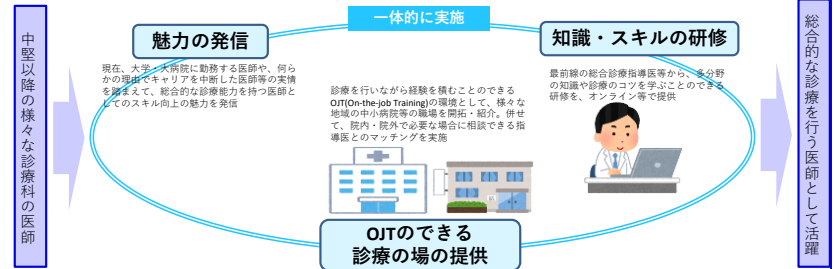 中堅以降の様々な診療科の医師
一体的に実施
魅力の発信
現在、大学・大病院に勤務する医師や、何ら
かの理由でキャリアを中断した医師等の実情
を踏まえて、総合的な診療能力を持つ医師と
してのスキル向上の魅力を発信
診療を行いながら経験を積むことのできる
OJT(On-the-job Training)の環境として、様々な
地域の中小病院等の職場を開拓・紹介。併せ
て、院内・院外で必要な場合に相談できる指
導医とのマッチングを実施
知識・スキルの研修
最前線の総合診療指導医等から、多分野
の知識や診療のコツを学ぶことのできる
研修を、オンライン等で提供
OJTのできる
診療の場の提供
総合的な診療を行う医師として活躍